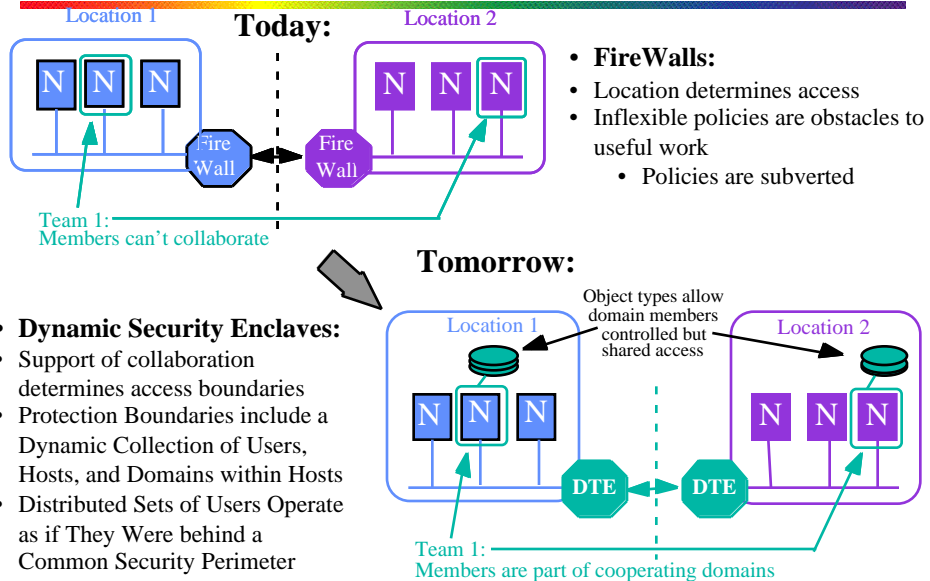 Location 1
Today:
Location 2
N
N
N
N
N
N
Fire
Wall
Fire
Wall
• FireWalls:
• Location determines access
• Inflexible policies are obstacles to
useful work
• Policies are subverted
Team 1:
Members can’t collaborate
Tomorrow:
• Dynamic Security Enclaves:
• Support of collaboration
determines access boundaries
• Protection Boundaries include a
Dynamic Collection of Users,
Hosts, and Domains within Hosts
• Distributed Sets of Users Operate
as if They Were behind a
Common Security Perimeter
Object types allow
domain members
controlled but
shared access
Location 1
Location 2
N
N
N
N
N
N
DTE
DTE
Team 1:
Members are part of cooperating domains